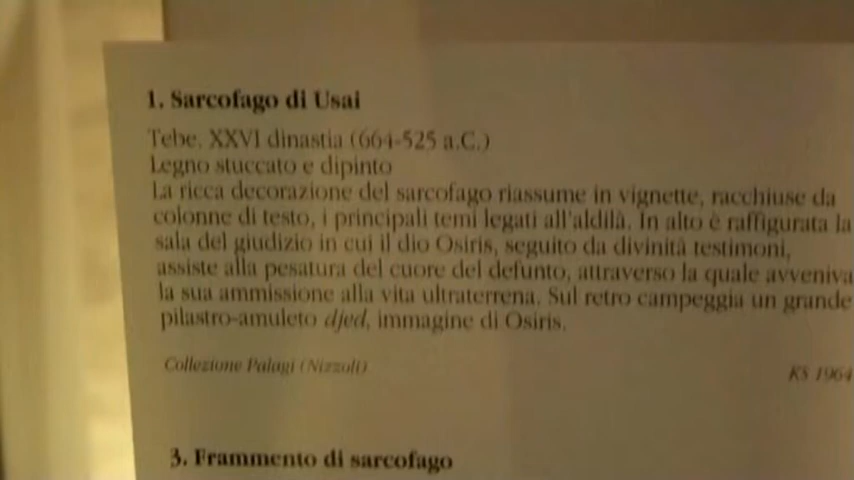 1. Sarcofago di Usai
Tebe, XXVI dinastia (664-525 a.C.)
Legno stuccato e dipinto
La ricca decorazione del sarcofago riassume in vignette, racchiuse da
colonne di testo, i principali temi legati all'aldilà. In alto è raffigurata la
sala del giudizio in cui il dio Osiris, seguito da divinità testimoni,
assiste alla pesatura del cuore del defunto, attraverso la quale avveniva
la sua ammissione alla vita ultraterrena. Sul retro campeggia un grande
pilastro-amuleto djed, immagine di Osiris.
Collezione Palagi (Nizzoli)
KS 1964
3. Frammento di sarcofago